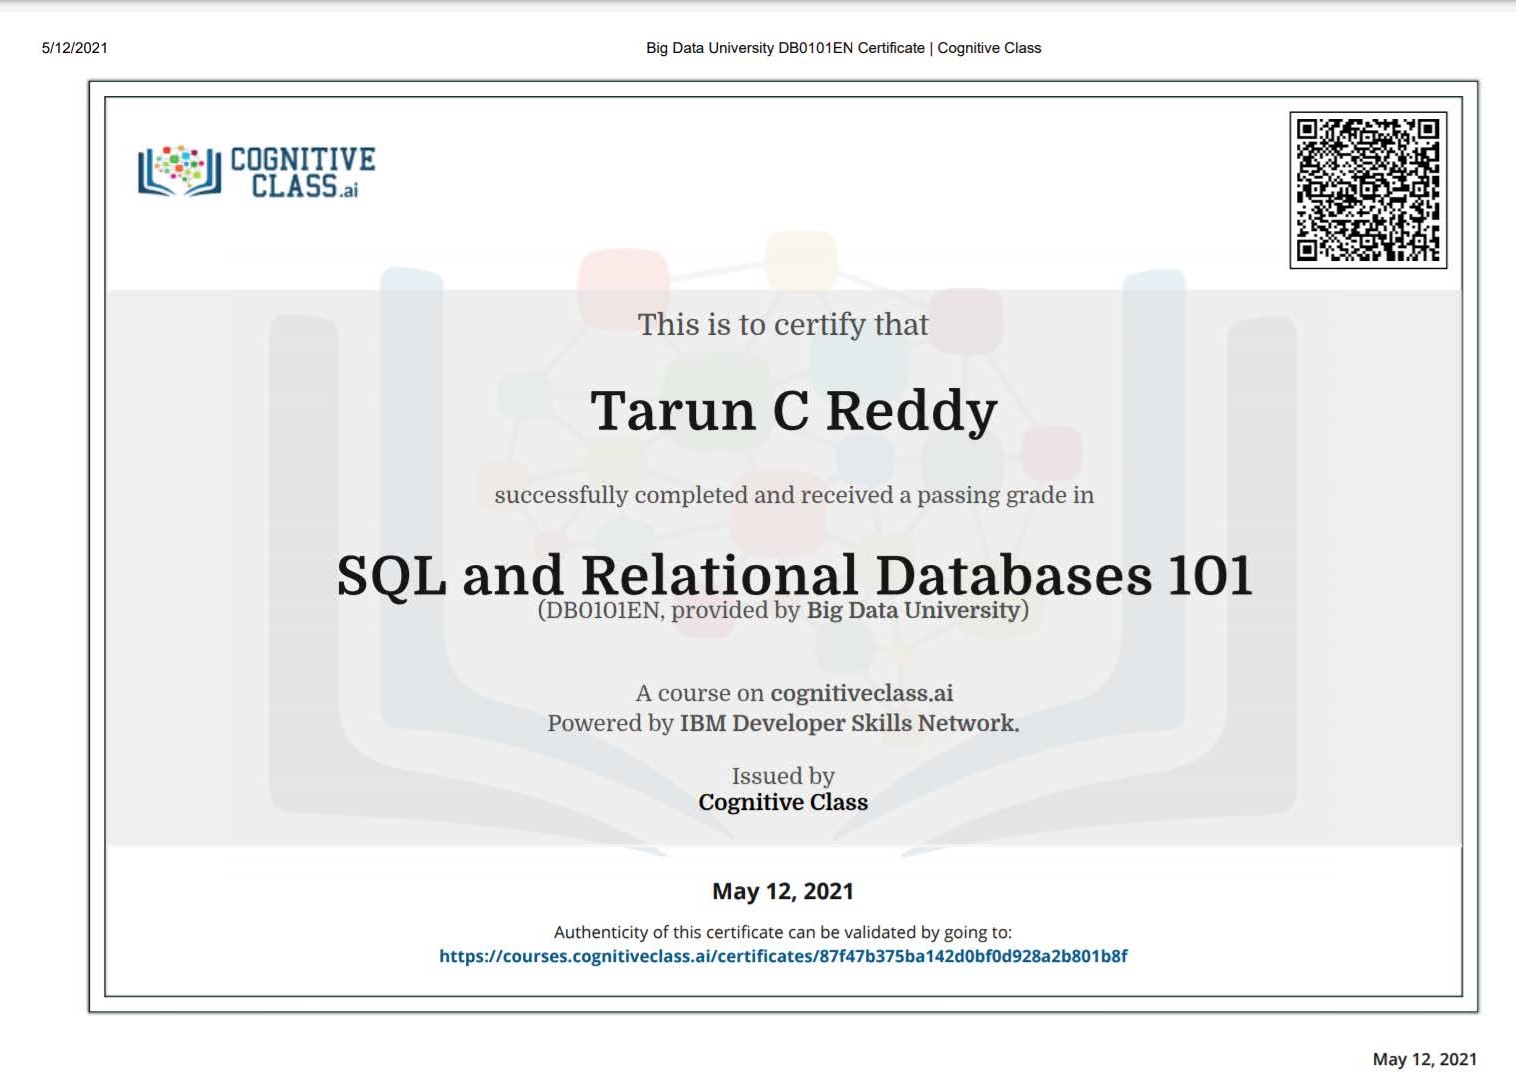 5/12/2021
Big Data University DB0101EN Certificate | Cognitive Class
COGNITIVE
CLASS.ai
This is to certify that
Tarun C Reddy
successfully completed and received a passing grade in
SQL and Relational Databases 101
(DB0101EN, provided by Big Data University)
A course on cognitiveclass.ai
Powered by IBM Developer Skills Network.
Issued by
Cognitive Class
May 12, 2021
Authenticity of this certificate can be validated by going to:
https://courses.cognitiveclass.ai/certificates/87f47b375ba142d0bf0d928a2b801b8f
May 12, 2021